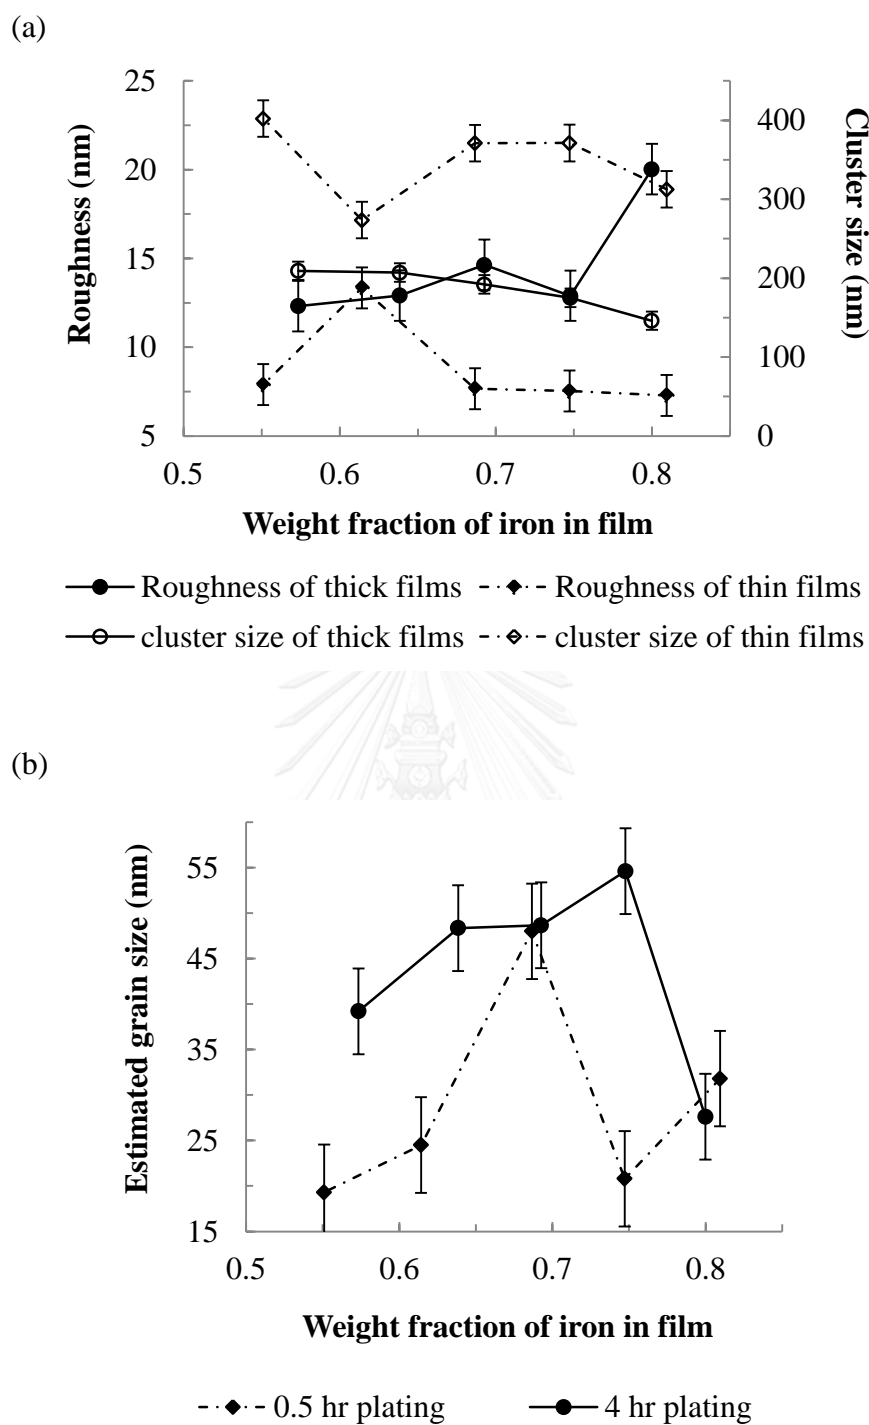 (a)
25
20
15
10
5
Roughness (nm)
400
300
200
100
0
Cluster size (nm)
0.5 0.6 0.7 0.8
Weight fraction of iron in film
Roughness of thick films Roughness of thin films
cluster size of thick films cluster size of thin films
(b)
55
45
35
25
15
Estimated grain size (nm)
0.5 0.6 0.7 0.8
Weight fraction of iron in film
0.5 hr plating 4 hr plating